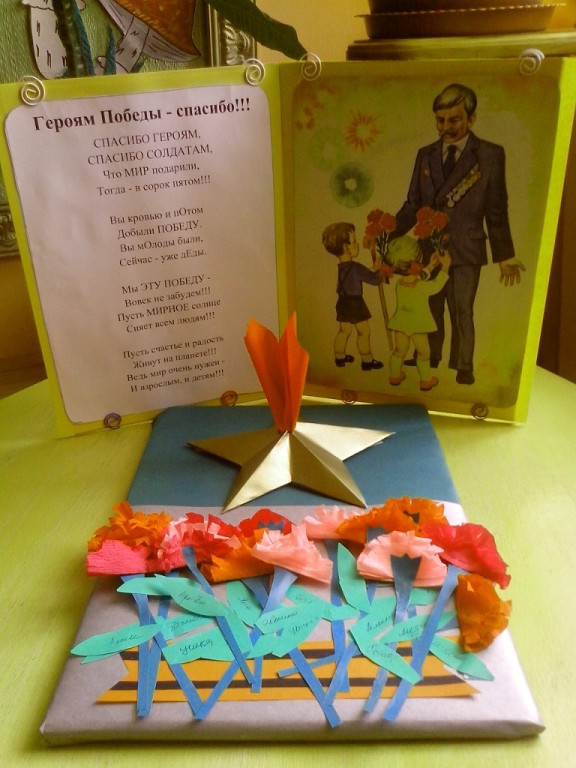 Героям Победы - спасибо!!!
СПАСИБО ГЕРОЯМ,
СПАСИБО СОЛДАТАМ,
Что МИР подарили,
Тогда - в сорок пятом!!!
Вы кровью и пОтом
Добыли ПОБЕДУ.
Вы мОлоды были,
Сейчас - уже дЕды.
Мы ЭТУ ПОБЕДУ -
Вовек не забудем!!!
Пусть МИРНОЕ солнце
Сияет всем людям!!!
Пусть счастье и радость
Живут на планете!!!
Ведь мир очень нужен -
И взрослым, и детям!!!